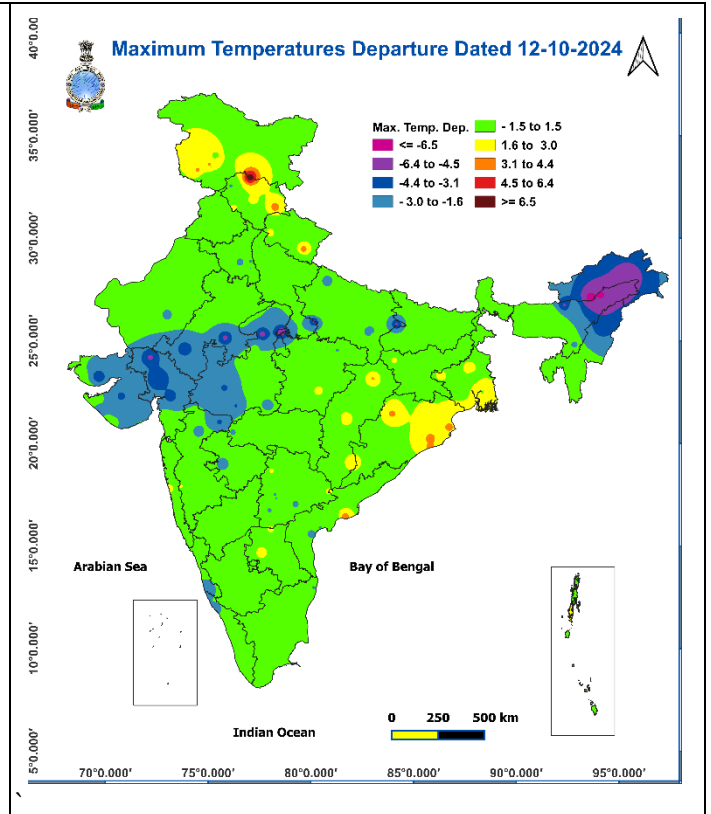 Maximum Temperatures Departure Dated 12-10-2024
Max. Temp. Dep.
<= -6.5
-6.4 to -4.5
-4.4 to -3.1
- 3.0 to -1.6
- 1.5 to 1.5
1.6 to 3.0
3.1 to 4.4
4.5 to 6.4
>= 6.5
40°0.000'
35°0.000'
30°0.000'
25°0.000'
20°0.000'
15°0.000'
10°0.000'
5°0.000'
Arabian Sea
Bay of Bengal
Indian Ocean
0 250 500 km
70°0.000' 75°0.000' 80°0.000' 85°0.000' 90°0.000' 95°0.000'